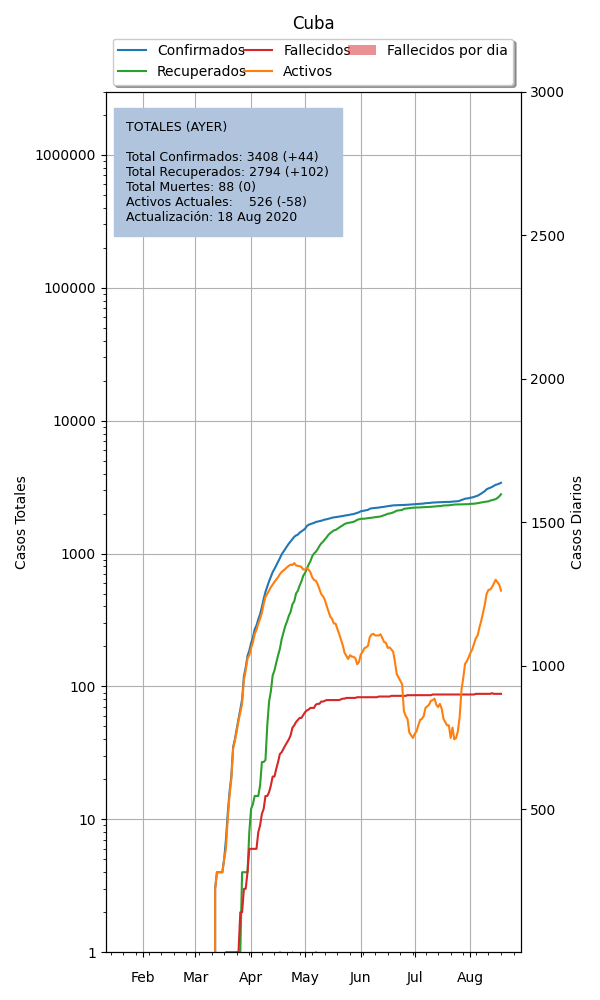 Cuba
Confirmados
Recuperados
Fallecidos
Activos
Fallecidos por dia
TOTALES (AYER)
Total Confirmados: 3408 (+44)
Total Recuperados: 2794 (+102)
Total Muertes: 88 (0)
Activos Actuales:    526 (-58)
Actualización: 18 Aug 2020
Casos Totales
1000000
100000
10000
1000
100
10
1
Feb Mar Apr May Jun Jul Aug
3000
2500
2000
1500
1000
500
Casos Diarios